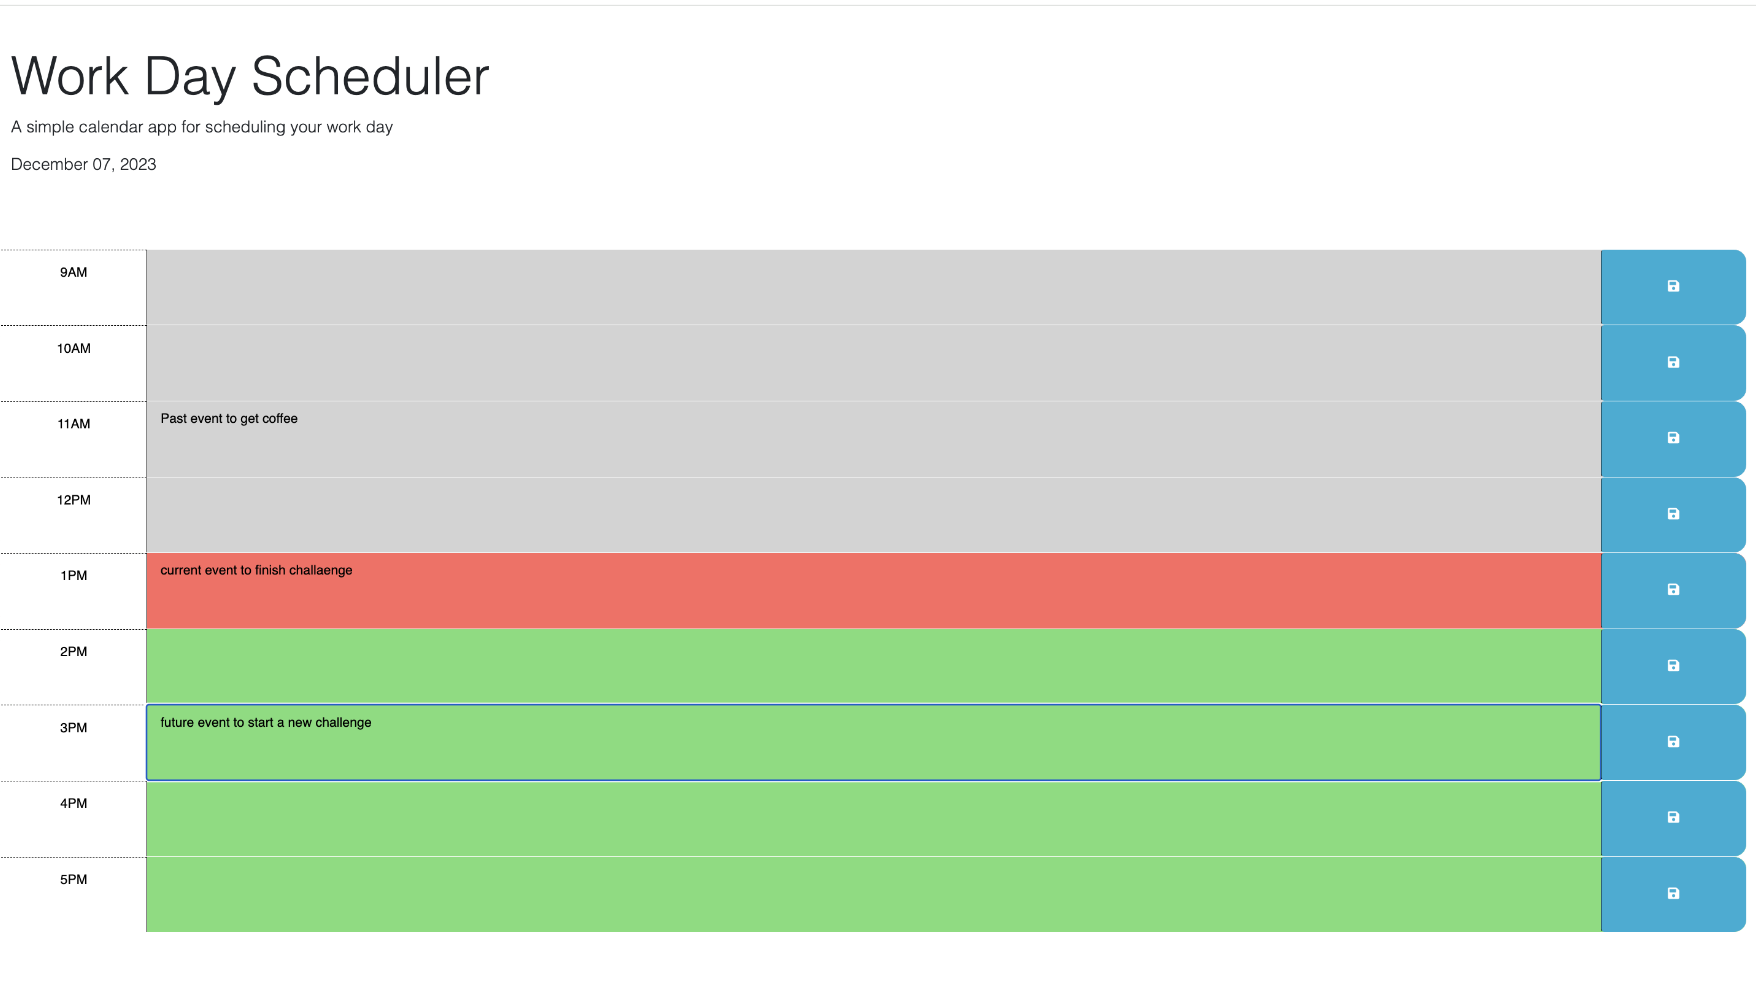 Work Day Scheduler
A simple calendar app for scheduling your work day
December 07, 2023
9AM
10AM
11AM
Past event to get coffee
12PM
1PM
current event to finish challaenge
2PM
3PM
future event to start a new challenge
4PM
5PM